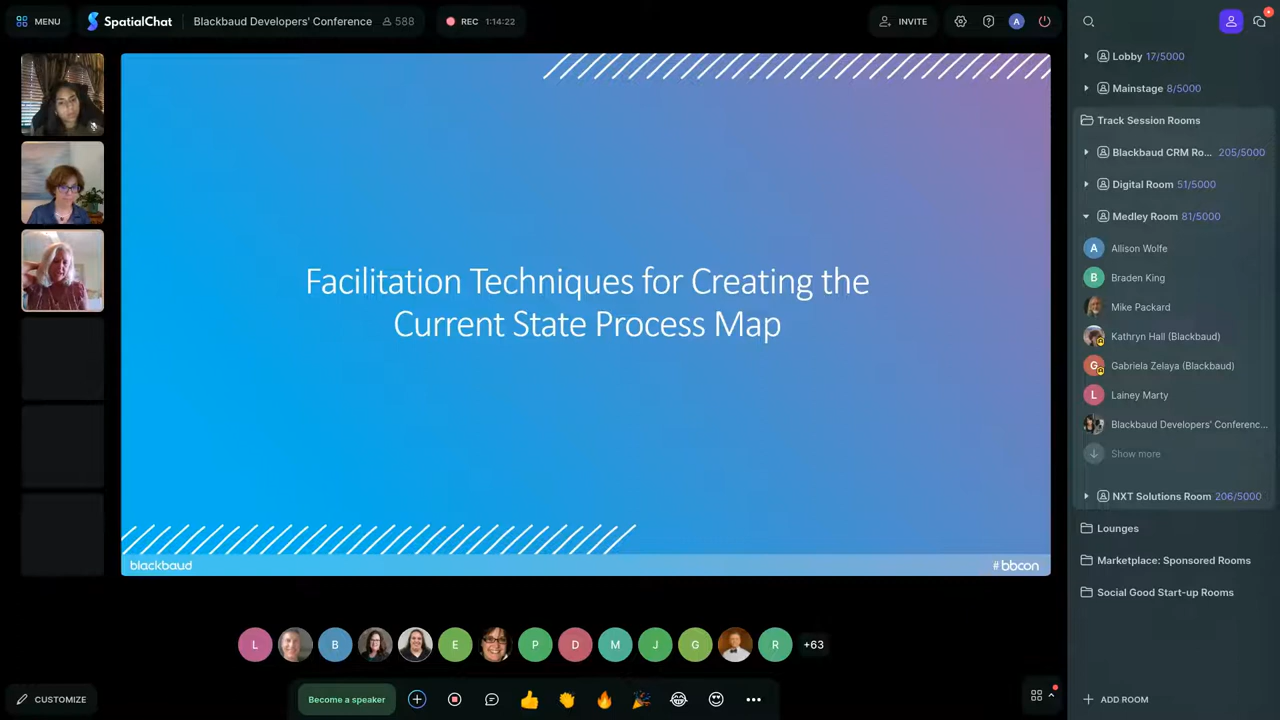 MENU
SpatialChat
Blackbaud Developers' Conference
588
REC 1:14:22
INVITE
A
Facilitation Techniques for Creating the
Current State Process Map
blackbaud
#bbcon
L
B
E
P
D
M
J
G
R
+63
CUSTOMIZE
Become a speaker
Lobby 17/5000
Mainstage 8/5000
Track Session Rooms
Blackbaud CRM Ro... 205/5000
Digital Room 51/5000
Medley Room 81/5000
A Allison Wolfe
B Braden King
Mike Packard
Kathryn Hall (Blackbaud)
G Gabriela Zelaya (Blackbaud)
L Lainey Marty
Blackbaud Developers' Conferenc...
Show more
NXT Solutions Room 206/5000
Lounges
Marketplace: Sponsored Rooms
Social Good Start-up Rooms
ADD ROOM